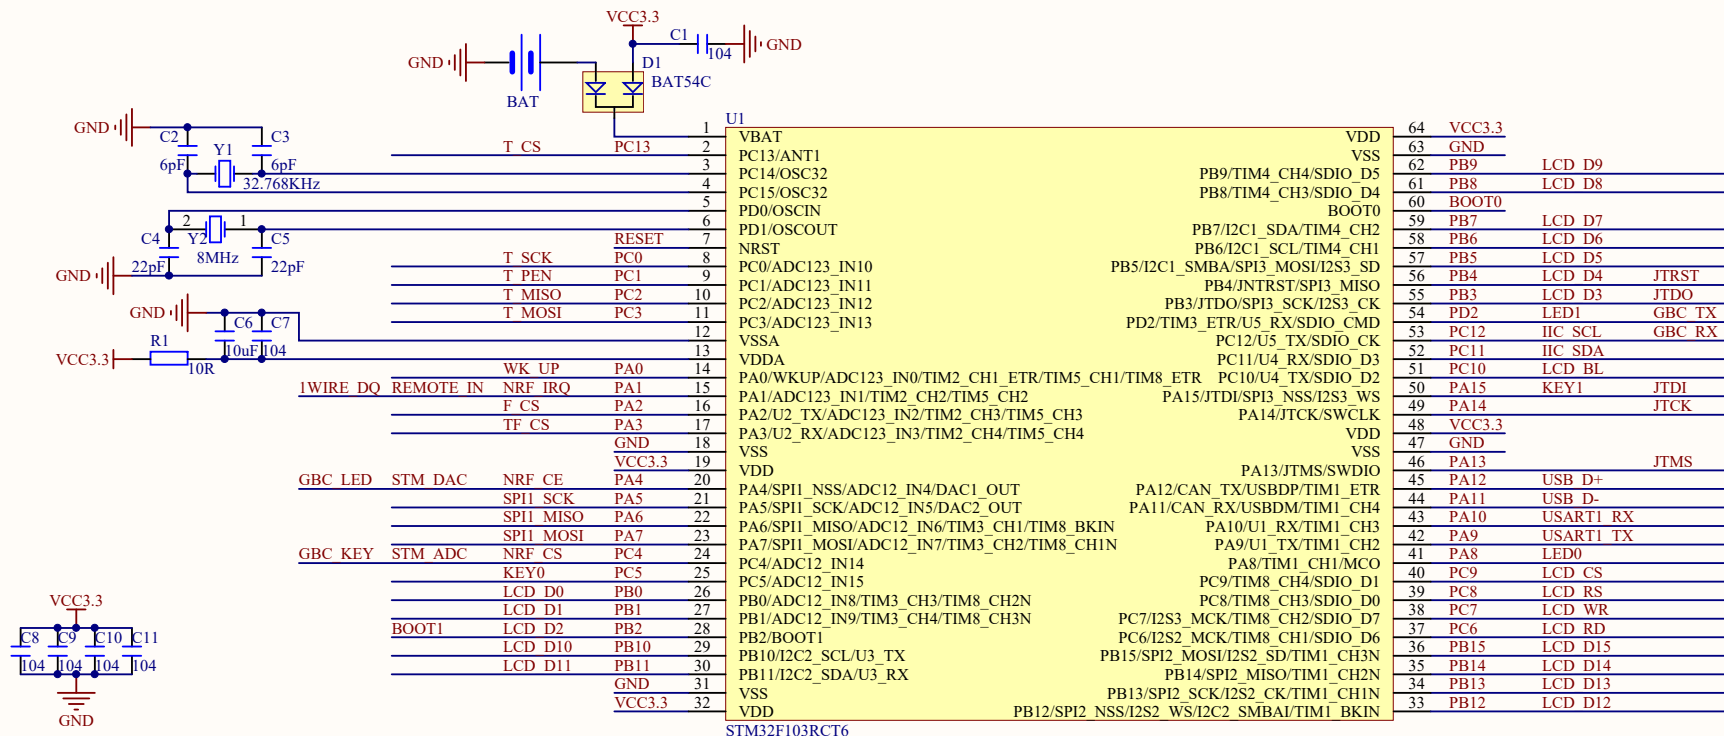 VCC3.3
C1
104
GND
GND
BAT
D1
BAT54C
U1
GND
C2
6pF
Y1
C3
6pF
32.768KHz
C4
22pF
2
Y2
1
8MHz
C5
22pF
GND
GND
C6
10uF
C7
104
VCC3.3
R1
10R
VCC3.3
C8
104
C9
104
C10
104
C11
104
GND
1 VBAT
T_CS PC13 2 PC13/ANT1
3 PC14/OSC32
4 PC15/OSC32
5 PD0/OSCIN
6 PD1/OSCOUT
RESET 7 NRST
T_SCK PC0 8 PC0/ADC123_IN10
T_PEN PC1 9 PC1/ADC123_IN11
T_MISO PC2 10 PC2/ADC123_IN12
T_MOSI PC3 11 PC3/ADC123_IN13
12 VSSA
13 VDDA
WK_UP PA0 14 PA0/WKUP/ADC123_IN0/TIM2_CH1_ETR/TIM5_CH1/TIM8_ETR
1WIRE_DQ REMOTE_IN NRF_IRQ PA1 15 PA1/ADC123_IN1/TIM2_CH2/TIM5_CH2
F_CS PA2 16 PA2/U2_TX/ADC123_IN2/TIM2_CH3/TIM5_CH3
TF_CS PA3 17 PA3/U2_RX/ADC123_IN3/TIM2_CH4/TIM5_CH4
GND 18 VSS
VCC3.3 19 VDD
GBC_LED STM_DAC NRF_CE PA4 20 PA4/SPI1_NSS/ADC12_IN4/DAC1_OUT
SPI1_SCK PA5 21 PA5/SPI1_SCK/ADC12_IN5/DAC2_OUT
SPI1_MISO PA6 22 PA6/SPI1_MISO/ADC12_IN6/TIM3_CH1/TIM8_BKIN
SPI1_MOSI PA7 23 PA7/SPI1_MOSI/ADC12_IN7/TIM3_CH2/TIM8_CH1N
GBC_KEY STM_ADC NRF_CS PC4 24 PC4/ADC12_IN14
KEY0 PC5 25 PC5/ADC12_IN15
LCD_D0 PB0 26 PB0/ADC12_IN8/TIM3_CH3/TIM8_CH2N
LCD_D1 PB1 27 PB1/ADC12_IN9/TIM3_CH4/TIM8_CH3N
BOOT1 LCD_D2 PB2 28 PB2/BOOT1
LCD_D10 PB10 29 PB10/I2C2_SCL/U3_TX
LCD_D11 PB11 30 PB11/I2C2_SDA/U3_RX
GND 31 VSS
VCC3.3 32 VDD
VDD 64 VCC3.3
VSS 63 GND
PB9/TIM4_CH4/SDIO_D5 62 PB9 LCD_D9
PB8/TIM4_CH3/SDIO_D4 61 PB8 LCD_D8
BOOT0 60 BOOT0
PB7/I2C1_SDA/TIM4_CH2 59 PB7 LCD_D7
PB6/I2C1_SCL/TIM4_CH1 58 PB6 LCD_D6
PB5/I2C1_SMBA/SPI3_MOSI/I2S3_SD 57 PB5 LCD_D5
PB4/JNTRST/SPI3_MISO 56 PB4 LCD_D4 JTRST
PB3/JTDO/SPI3_SCK/I2S3_CK 55 PB3 LCD_D3 JTDO
PD2/TIM3_ETR/U5_RX/SDIO_CMD 54 PD2 LED1 GBC_TX
PC12/U5_TX/SDIO_CK 53 PC12 IIC_SCL GBC_RX
PC11/U4_RX/SDIO_D3 52 PC11 IIC_SDA
PC10/U4_TX/SDIO_D2 51 PC10 LCD_BL
PA15/JTDI/SPI3_NSS/I2S3_WS 50 PA15 KEY1 JTDI
PA14/JTCK/SWCLK 49 PA14 JTCK
VDD 48 VCC3.3
VSS 47 GND
PA13/JTMS/SWDIO 46 PA13 JTMS
PA12/CAN_TX/USBDP/TIM1_ETR 45 PA12 USB_D+
PA11/CAN_RX/USBDM/TIM1_CH4 44 PA11 USB_D-
PA10/U1_RX/TIM1_CH3 43 PA10 USART1_RX
PA9/U1_TX/TIM1_CH2 42 PA9 USART1_TX
PA8/TIM1_CH1/MCO 41 PA8 LED0
PC9/TIM8_CH4/SDIO_D1 40 PC9 LCD_CS
PC8/TIM8_CH3/SDIO_D0 39 PC8 LCD_RS
PC7/I2S3_MCK/TIM8_CH2/SDIO_D7 38 PC7 LCD_WR
PC6/I2S2_MCK/TIM8_CH1/SDIO_D6 37 PC6 LCD_RD
PB15/SPI2_MOSI/I2S2_SD/TIM1_CH3N 36 PB15 LCD_D15
PB14/SPI2_MISO/TIM1_CH2N 35 PB14 LCD_D14
PB13/SPI2_SCK/I2S2_CK/TIM1_CH1N 34 PB13 LCD_D13
PB12/SPI2_NSS/I2S2_WS/I2C2_SMBAI/TIM1_BKIN 33 PB12 LCD_D12
STM32F103RCT6